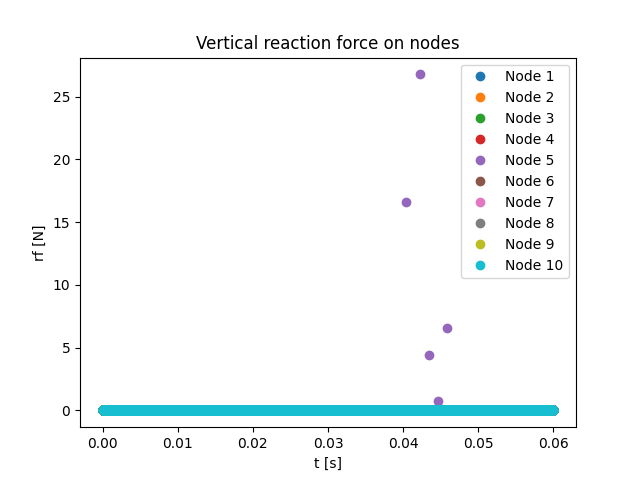 Vertical reaction force on nodes
rf [N]
25
20
15
10
5
0
0.00 0.01 0.02 0.03 0.04 0.05 0.06
t [s]
Node 1
Node 2
Node 3
Node 4
Node 5
Node 6
Node 7
Node 8
Node 9
Node 10